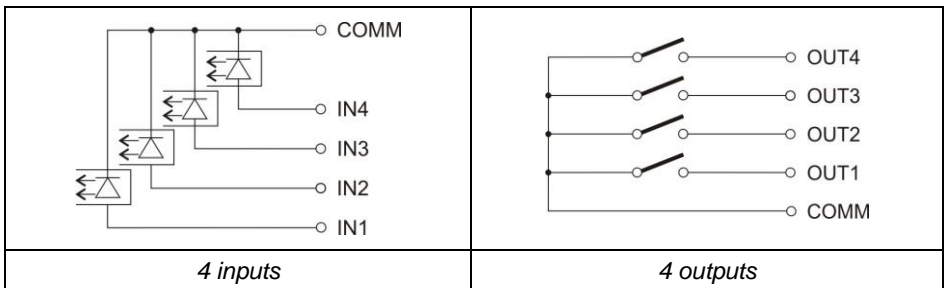 COMM
IN4
IN3
IN2
IN1
4 inputs
OUT4
OUT3
OUT2
OUT1
COMM
4 outputs